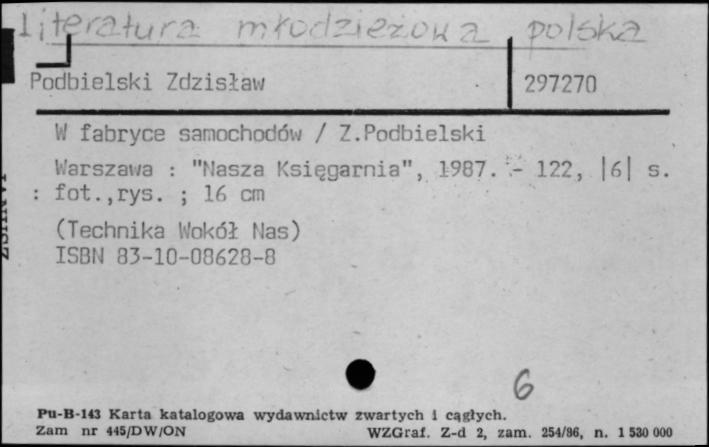 literatura młodzieżowa polska
Podbielski Zdzisław 297270
W fabryce samochodów / Z.Podbielski
Warszawa : "Nasza Księgarnia", 1987. - 122, |6| s.
: fot.,rys. ; 16 cm
(Technika Wokół Nas)
ISBN 83-10-08628-8
6
Pu-B-143 Karta katalogowa wydawnictw zwartych i ciągłych.
Zam nr 445/DW/ON WZGraf. Z-d 2, zam. 254/86, n. 1 530 000